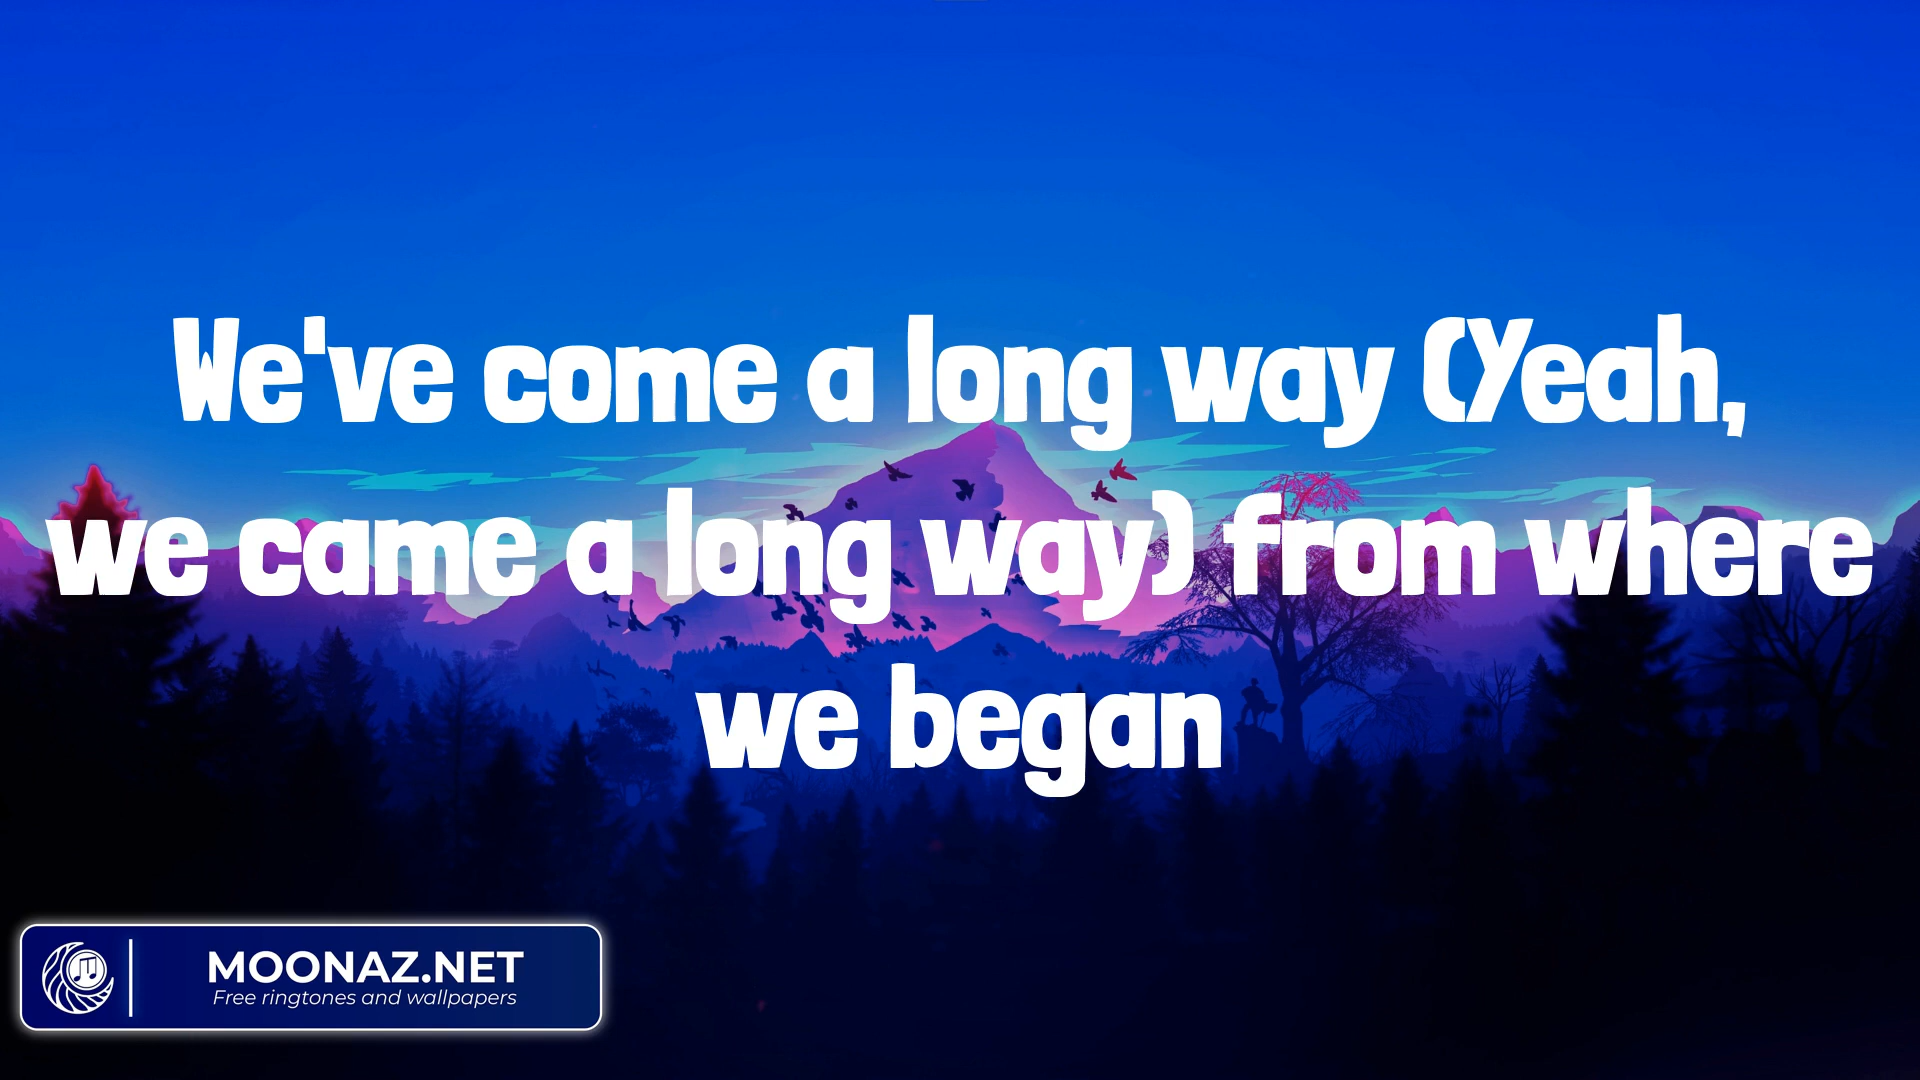 We've come a long way (Yeah,
we came a long way) from where
we began
MOONAZ.NET
Free ringtones and wallpapers